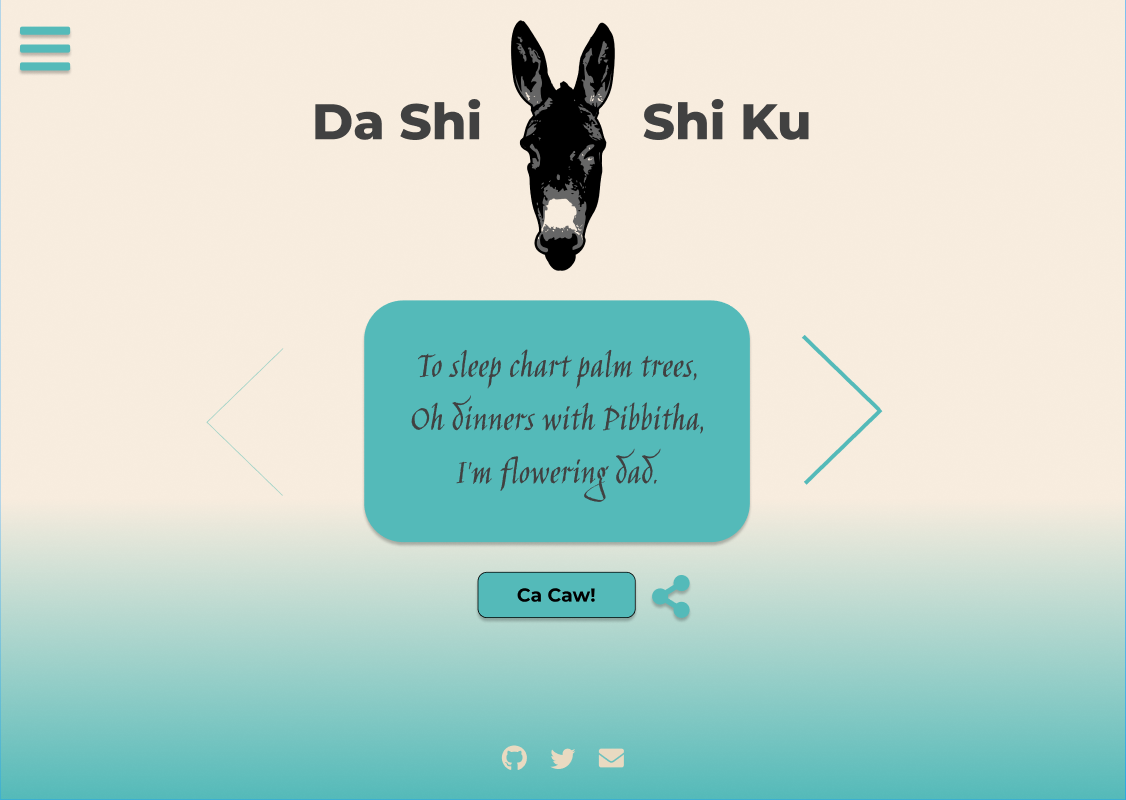 Da Shi Shi Ku
To sleep chart palm trees,
Oh dinners with Pibbitha,
I'm flowering dad.
Ca Caw!